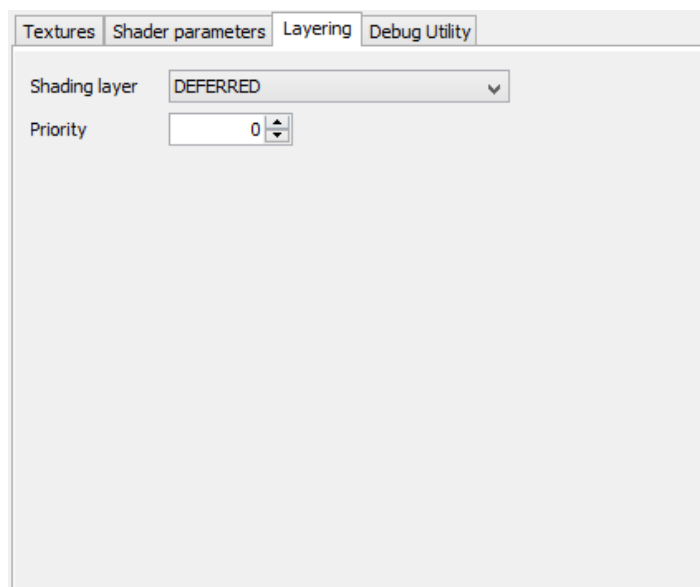 Textures Shader parameters Layering Debug Utility
Shading layer DEFERRED
Priority 0